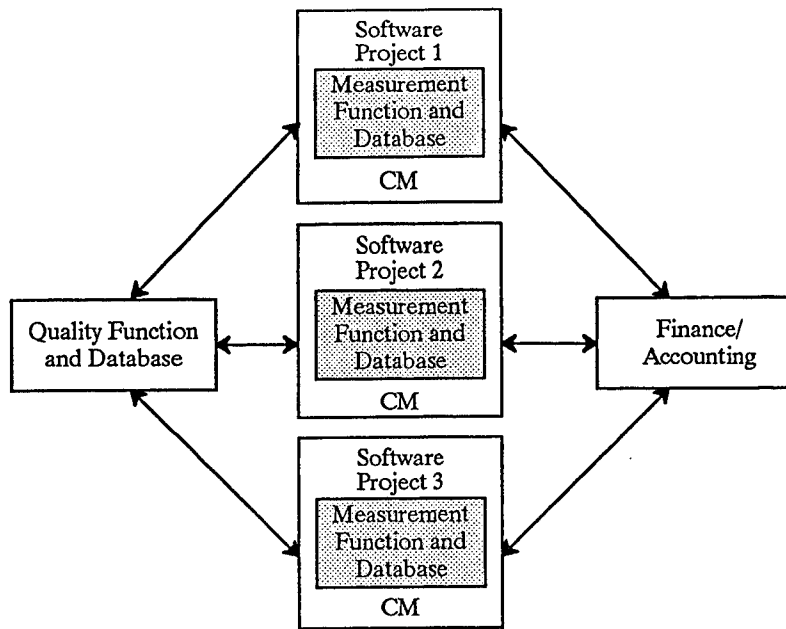 Software
Project 1
Measurement
Function and
Database
CM
Software
Project 2
Measurement
Function and
Database
CM
Quality Function
and Database
Finance/
Accounting
Software
Project 3
Measurement
Function and
Database
CM